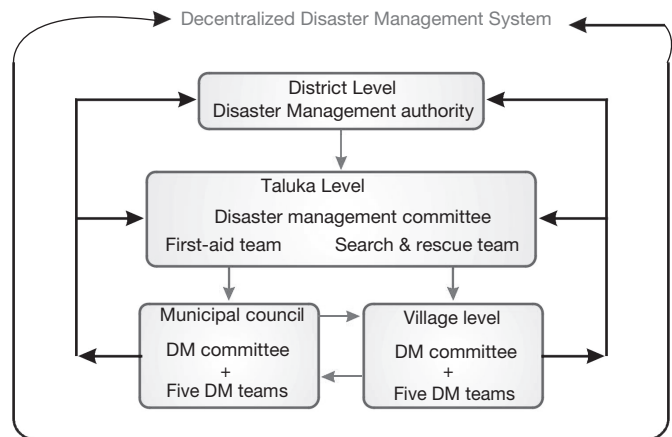 Decentralized Disaster Management System
District Level
Disaster Management authority
Taluka Level
Disaster management committee
First-aid team Search & rescue team
Municipal council
DM committee
+
Five DM teams
Village level
DM committee
+
Five DM teams